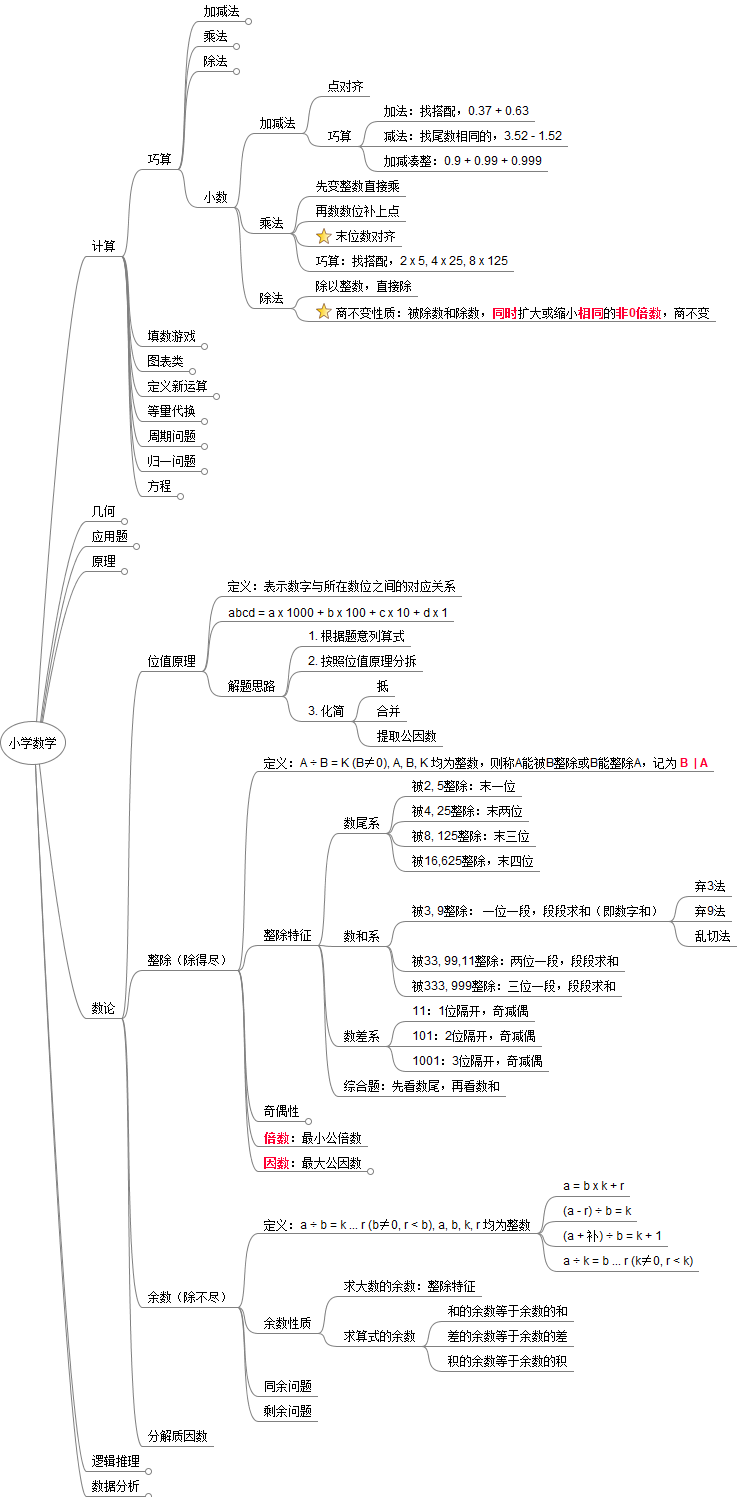 加减法
乘法
除法
点对齐
加法：找搭配，0.37 + 0.63
加减法
减法：找尾数相同的，3.52 - 1.52
巧算
加减凑整：0.9 + 0.99 + 0.999
巧算
先变整数直接乘
小数
再数数位补上点
乘法
末位数对齐
计算
巧算：找搭配，2 x 5, 4 x 25, 8 x 125
除以整数，直接除
除法
商不变性质：被除数和除数，同时扩大或缩小相同的非0倍数，商不变
填数游戏
图表类
定义新运算
等量代换
周期问题
归一问题
方程
几何
应用题
原理
定义：表示数字与所在数位之间的对应关系
abcd = a x 1000 + b x 100 + c x 10 + d x 1
1. 根据题意列算式
位值原理
2. 按照位值原理分拆
解题思路
抵
3. 化简
合并
提取公因数
小学数学
定义：A ÷ B = K (B≠0), A, B, K 均为整数，则称A能被B整除或B能整除A，记为 B | A
被2, 5整除：末一位
被4, 25整除：末两位
数尾系
被8, 125整除：末三位
被16,625整除，末四位
弃3法
被3, 9整除： 一位一段，段段求和（即数字和）
弃9法
整除特征
数和系
乱切法
整除（除得尽）
被33, 99,11整除：两位一段，段段求和
被333, 999整除：三位一段，段段求和
数论
11：1位隔开，奇减偶
数差系
101：2位隔开，奇减偶
1001：3位隔开，奇减偶
综合题：先看数尾，再看数和
奇偶性
倍数：最小公倍数
因数：最大公因数
a = b x k + r
(a - r) ÷ b = k
定义：a ÷ b = k ... r (b≠0, r < b), a, b, k, r 均为整数
(a + 补) ÷ b = k + 1
a ÷ k = b ... r (k≠0, r < k)
余数（除不尽）
求大数的余数：整除特征
余数性质
和的余数等于余数的和
求算式的余数
差的余数等于余数的差
积的余数等于余数的积
同余问题
剩余问题
分解质因数
逻辑推理
数据分析